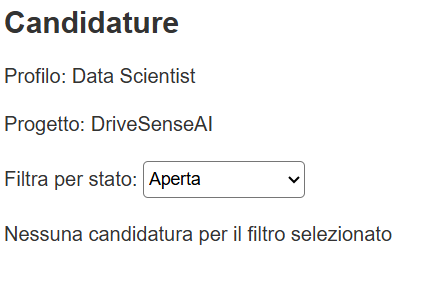 Candidature
Profilo: Data Scientist
Progetto: DriveSenseAI
Filtra per stato: Aperta
Nessuna candidatura per il filtro selezionato